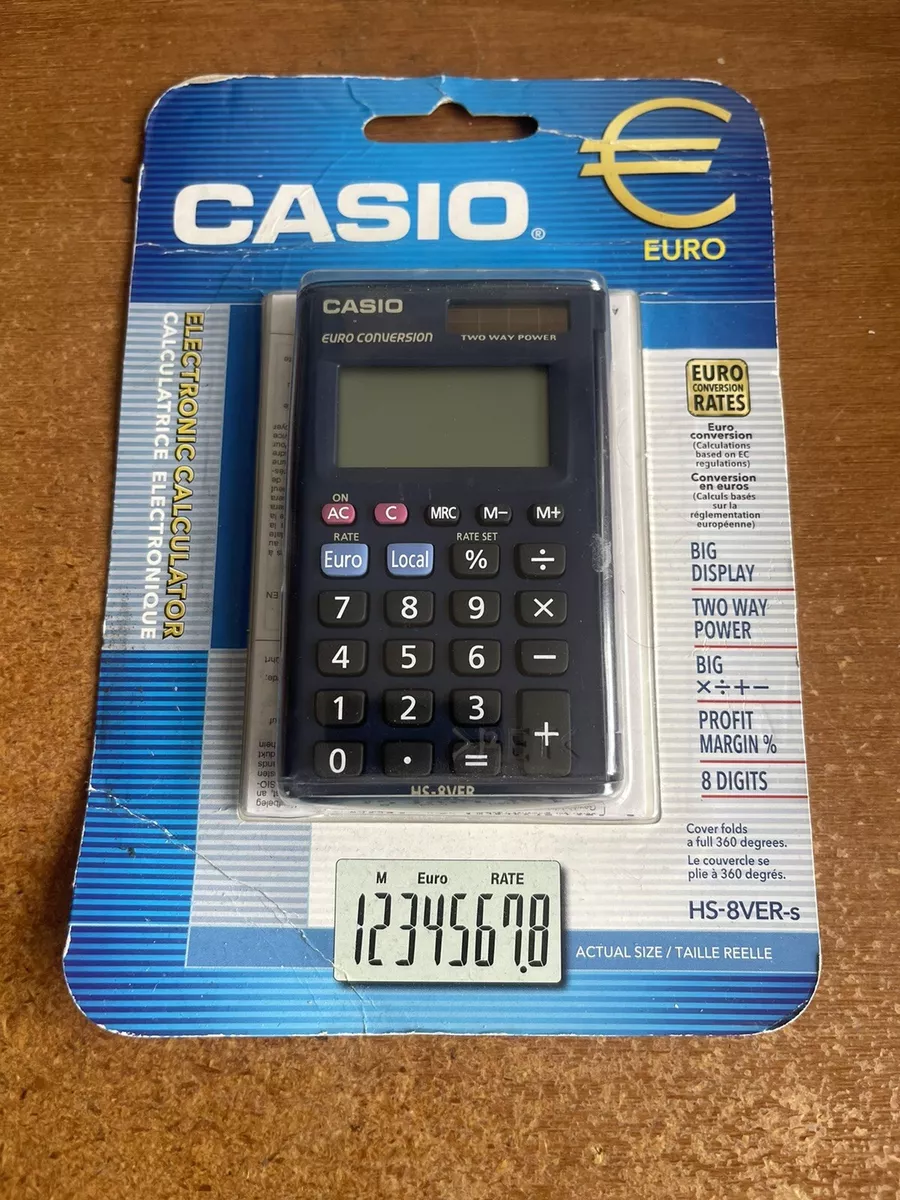 CASIO®
€
EURO
ELECTRONIC CALCULATOR
CALCULATRICE ELECTRONIQUE
CASIO
EURO CONVERSION
TWO WAY POWER
ON
AC
C
MRC
M−
M+
RATE
RATE SET
Euro
Local
%
÷
7
8
9
×
4
5
6
−
1
2
3
+
0
·
=
HS-8VER
EURO
CONVERSION
RATES
Euro
conversion
(Calculations
based on EC
regulations)
Conversion
en euros
(Calculs basés
sur la
réglementation
européenne)
BIG
DISPLAY
TWO WAY
POWER
BIG
×÷+−
PROFIT
MARGIN %
8 DIGITS
Cover folds
a full 360 degrees.
Le couvercle se
plie à 360 degrés.
HS-8VER-s
M Euro RATE
1234567.8
ACTUAL SIZE / TAILLE REELLE